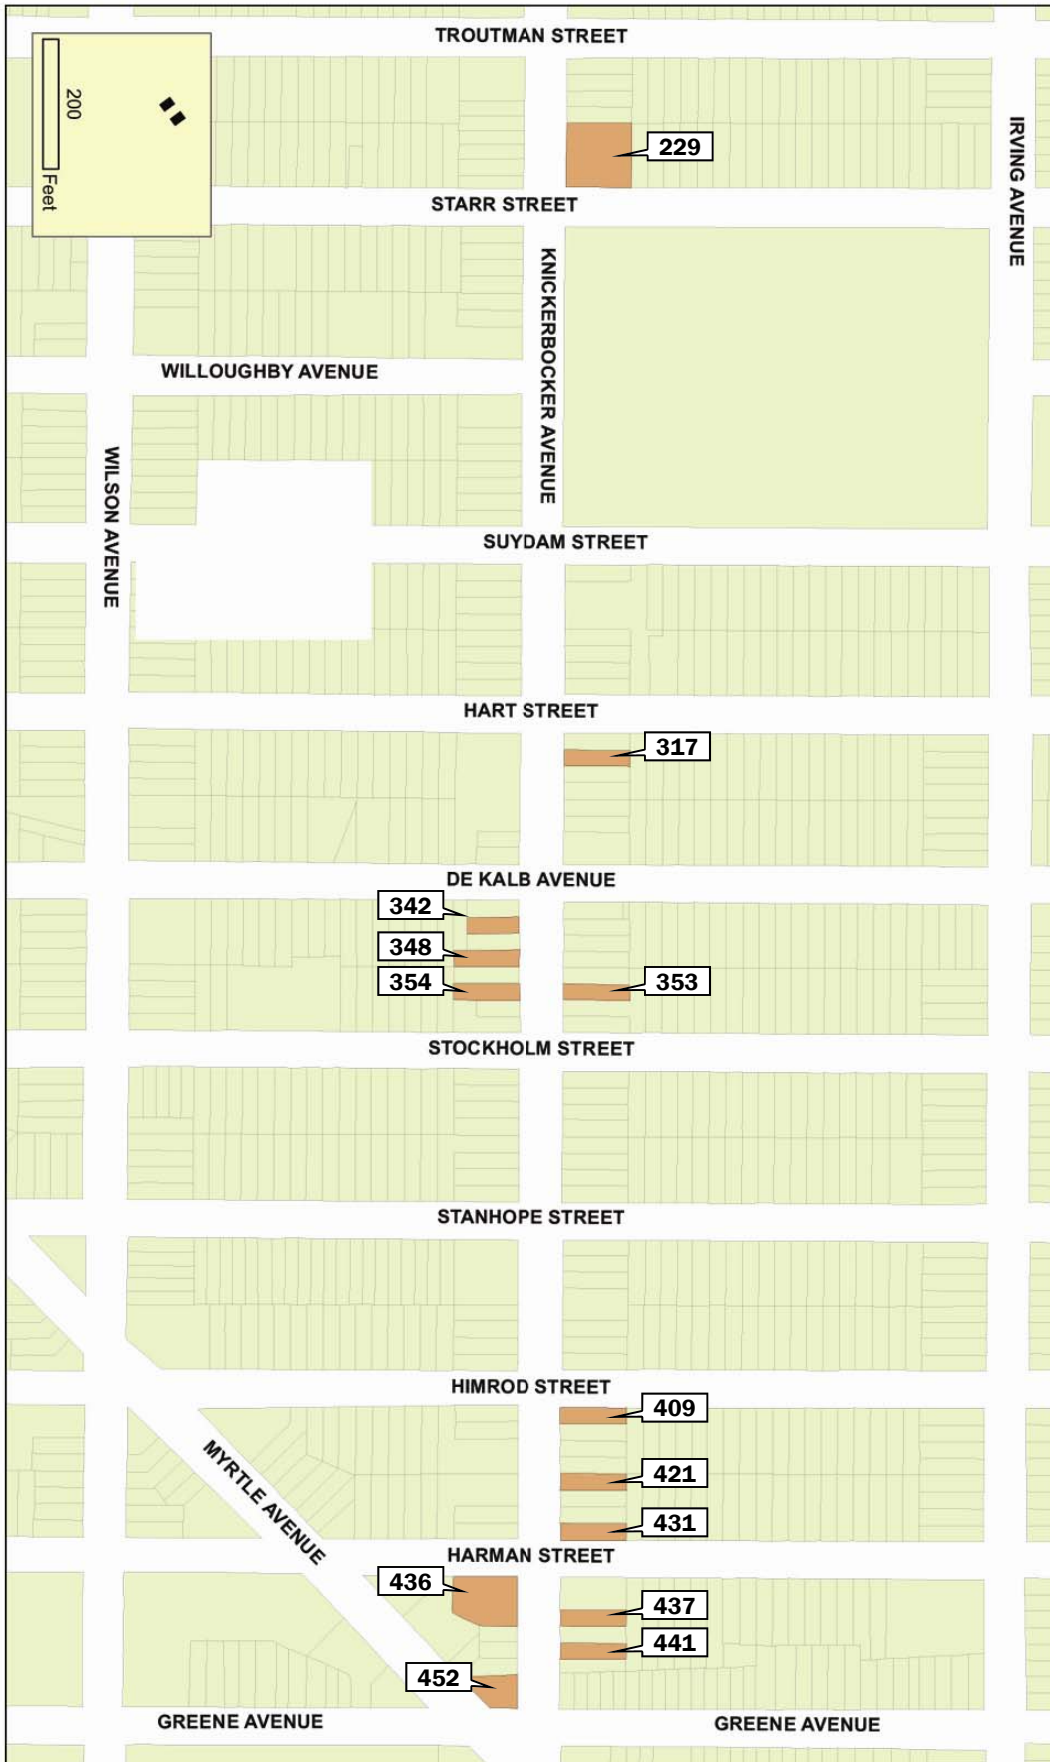 TROUTMAN STREET
200
Feet
229
IRVING AVENUE
STARR STREET
KNICKERBOCKER AVENUE
WILLOUGHBY AVENUE
WILSON AVENUE
SUYDAM STREET
HART STREET
317
DE KALB AVENUE
342
348
354
353
STOCKHOLM STREET
STANHOPE STREET
HIMROD STREET
409
MYRTLE AVENUE
421
431
HARMAN STREET
436
437
441
452
GREENE AVENUE
GREENE AVENUE